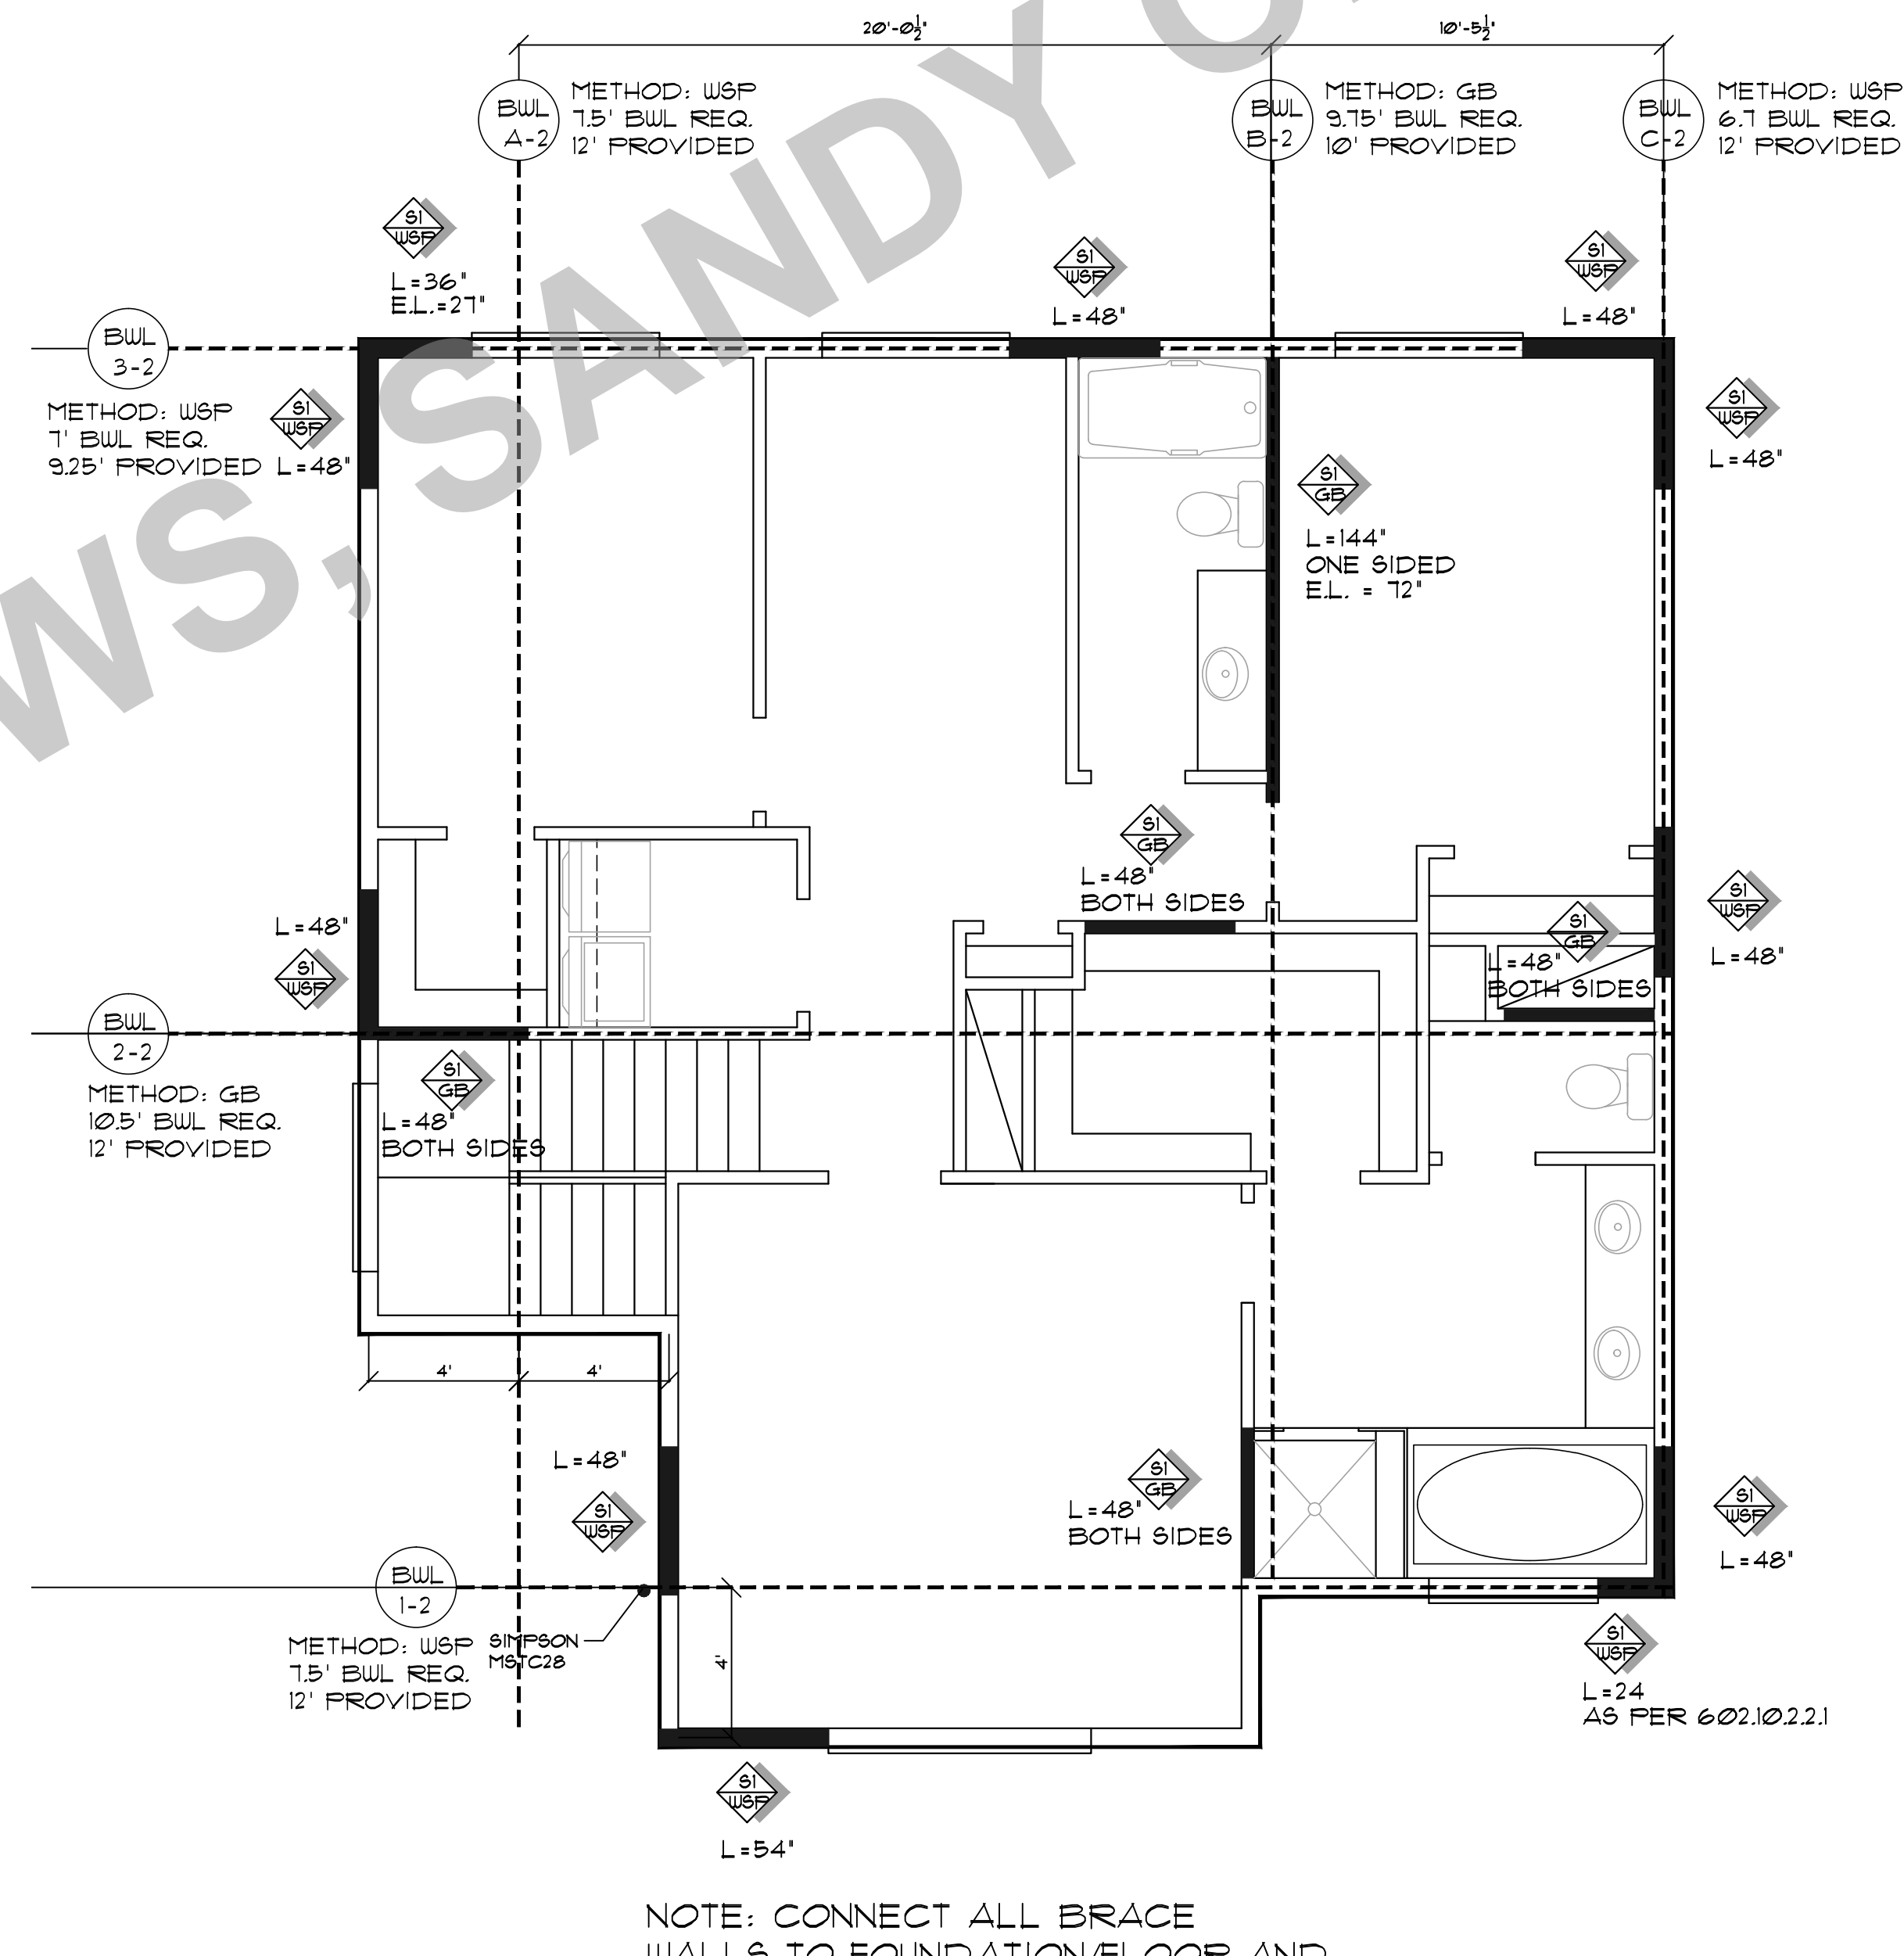 20'-0½"
10'-5½"
BWL
A-2
METHOD: WSP
7.5' BWL REQ.
12' PROVIDED
BWL
B-2
METHOD: GB
9.75' BWL REQ.
10' PROVIDED
BWL
C-2
METHOD: WSP
6.7 BWL REQ.
12' PROVIDED
WS, SANDY
S1
WSP
L=36"
E.L.=27"
S1
WSP
L=48"
S1
WSP
L=48"
BWL
3-2
METHOD: WSP
7' BWL REQ.
9.25' PROVIDED
S1
WSP
L=48"
S1
WSP
L=48"
S1
GB
L=144"
ONE SIDED
E.L. = 72"
S1
GB
L=48"
BOTH SIDES
S1
WSP
L=48"
S1
GB
L=48"
BOTH SIDES
L=48"
S1
WSP
BWL
2-2
METHOD: GB
10.5' BWL REQ.
12' PROVIDED
S1
GB
L=48"
BOTH SIDES
4'
4'
L=48"
S1
WSP
S1
GB
L=48"
BOTH SIDES
S1
WSP
L=48"
BWL
1-2
METHOD: WSP
7.5' BWL REQ.
12' PROVIDED
SIMPSON
MSTC28
4'
S1
WSP
L=24
AS PER 602.10.2.2.1
S1
WSP
L=54"
NOTE: CONNECT ALL BRACE
WALLS TO FOUNDATION/FLOOR AND